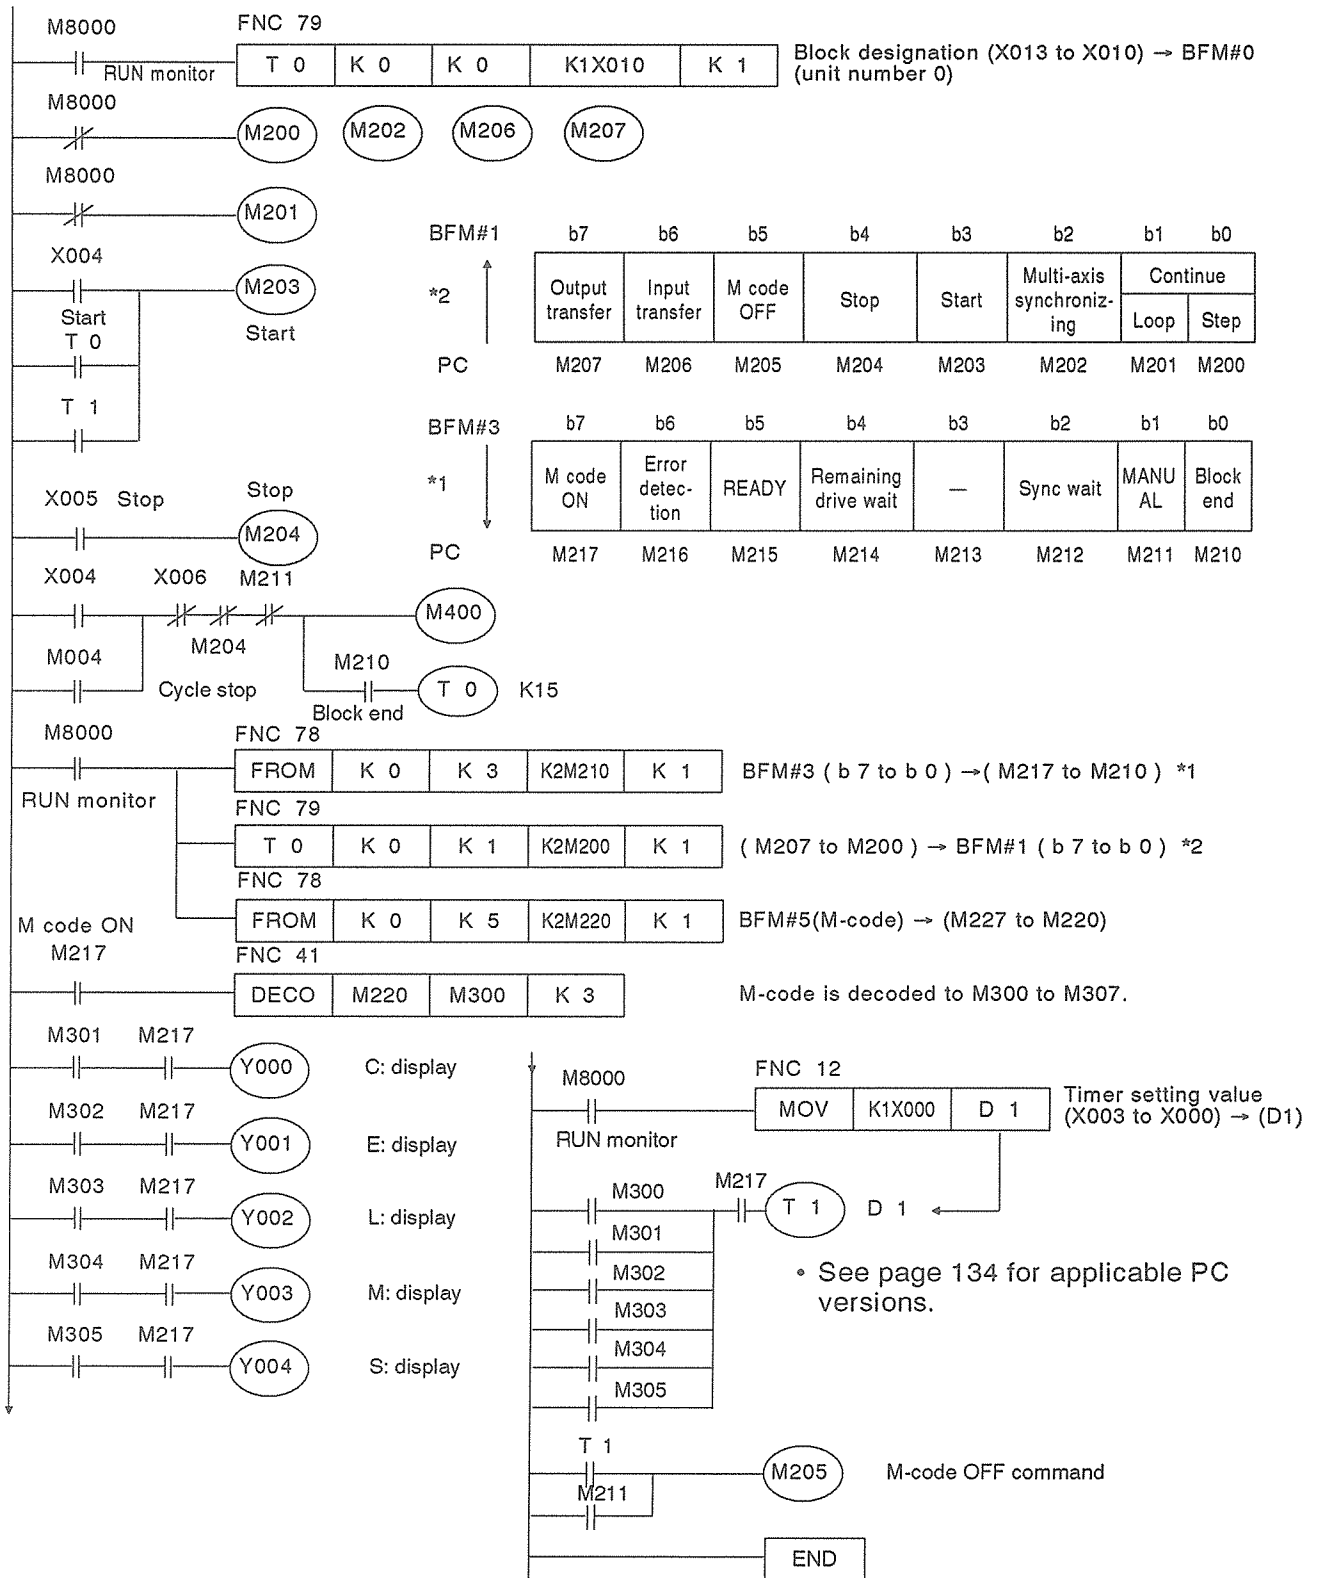 M8000 FNC 79
T 0 K 0 K 0 K1X010 K 1
RUN monitor
Block designation (X013 to X010) → BFM#0
(unit number 0)
M8000
M200 M202 M206 M207
M8000
M201
X004
M203
Start
Start
T 0
T 1
BFM#1 b7 b6 b5 b4 b3 b2 b1 b0
*2
Output transfer
Input transfer
M code OFF
Stop
Start
Multi-axis synchroniz-ing
Continue
Loop Step
PC M207 M206 M205 M204 M203 M202 M201 M200
BFM#3 b7 b6 b5 b4 b3 b2 b1 b0
*1
M code ON
Error detec-tion
READY
Remaining drive wait
—
Sync wait
MANU AL
Block end
PC M217 M216 M215 M214 M213 M212 M211 M210
X005 Stop Stop
M204
X004 X006 M211
M400
M204
M004 M210
Cycle stop
T 0 K15
Block end
M8000 FNC 78
FROM K 0 K 3 K2M210 K 1
BFM#3 ( b 7 to b 0 ) →( M217 to M210 ) *1
RUN monitor
FNC 79
T 0 K 0 K 1 K2M200 K 1
( M207 to M200 ) → BFM#1 ( b 7 to b 0 ) *2
FNC 78
FROM K 0 K 5 K2M220 K 1
BFM#5(M-code) → (M227 to M220)
M code ON
M217 FNC 41
DECO M220 M300 K 3
M-code is decoded to M300 to M307.
M301 M217
Y000 C: display
M302 M217
Y001 E: display
M303 M217
Y002 L: display
M304 M217
Y003 M: display
M305 M217
Y004 S: display
M8000 FNC 12
MOV K1X000 D 1
Timer setting value
(X003 to X000) → (D1)
RUN monitor
M300 M217
T 1 D 1
M301
M302
M303
M304
M305
• See page 134 for applicable PC
versions.
T 1
M205 M-code OFF command
M211
END